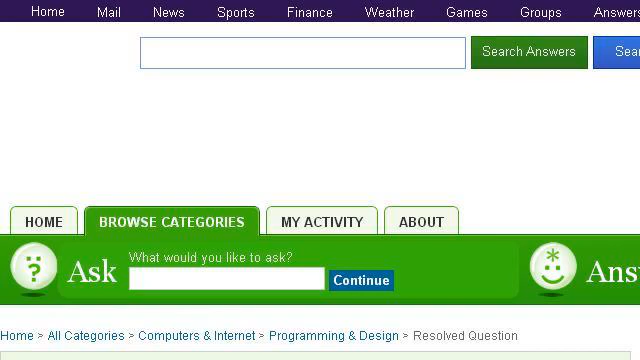 Home Mail News Sports Finance Weather Games Groups Answers
Search Answers
HOME BROWSE CATEGORIES MY ACTIVITY ABOUT
What would you like to ask?
Ask Continue
Home > All Categories > Computers & Internet > Programming & Design > Resolved Question